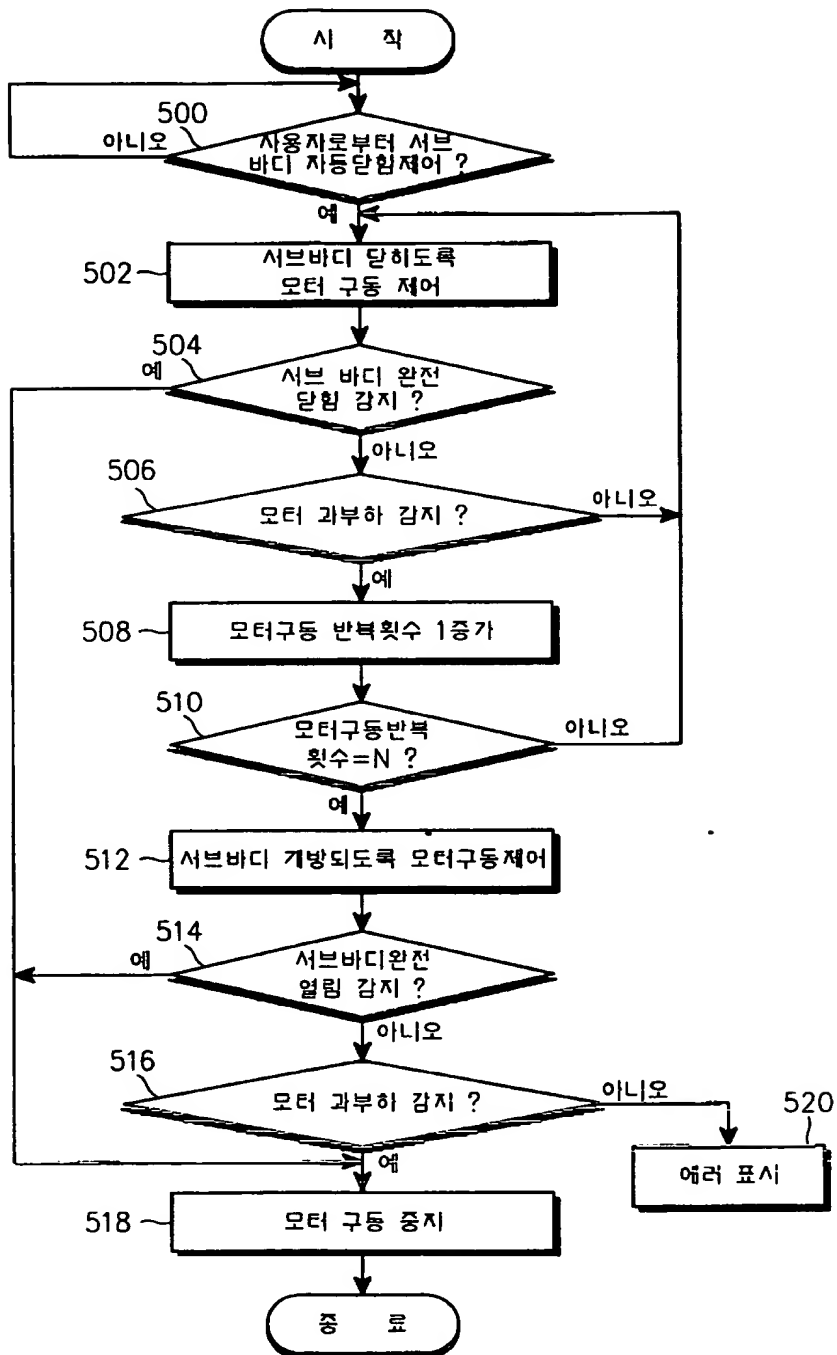 시 작
500
아니오
사용자로부터 서브
바디 자동닫힘제어 ?
예
502
서브바디 닫히도록
모터 구동 제어
504
예
서브 바디 완전
닫힘 감지 ?
아니오
506
모터 과부하 감지 ?
아니오
예
508
모터구동 반복횟수 1증가
510
모터구동반복
횟수=N ?
아니오
예
512
서브바디 개방되도록 모터구동제어
514
예
서브바디완전
열림 감지 ?
아니오
516
모터 과부하 감지 ?
아니오
520
예
에러 표시
518
모터 구동 중지
종 료